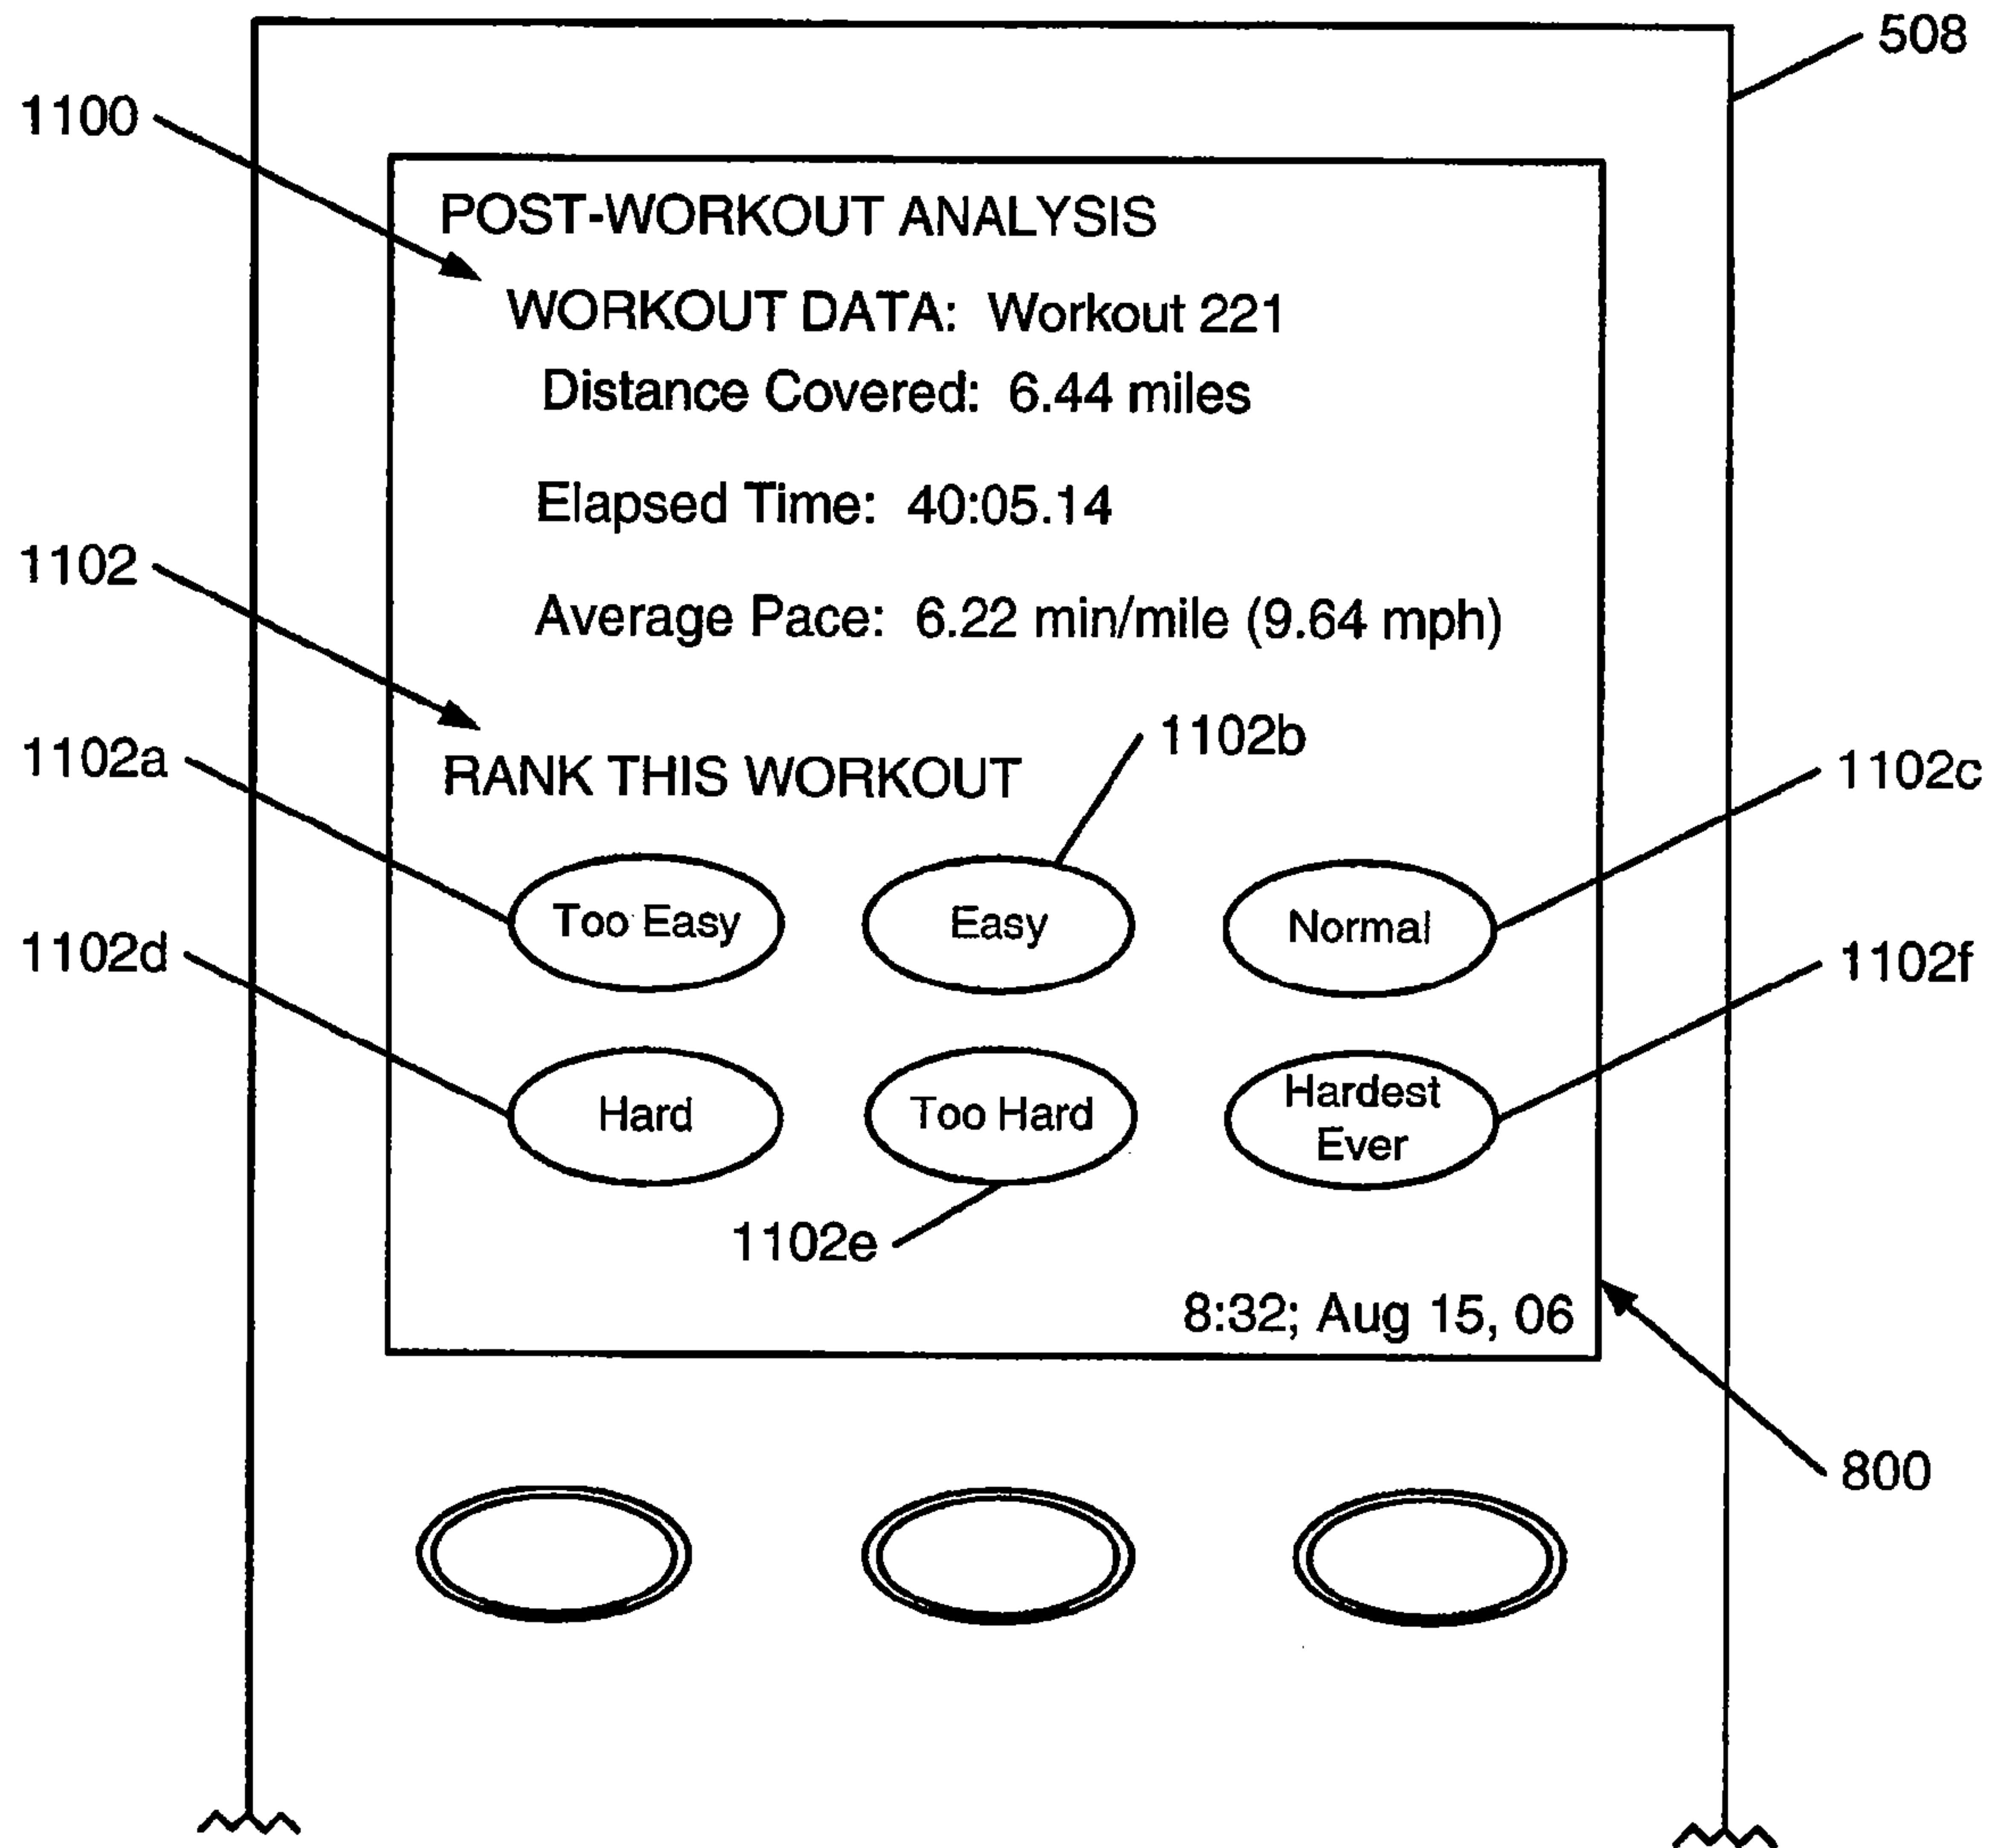 508
1100
POST-WORKOUT ANALYSIS
WORKOUT DATA: Workout 221
Distance Covered: 6.44 miles
Elapsed Time: 40:05.14
1102
Average Pace: 6.22 min/mile (9.64 mph)
1102b
1102a
RANK THIS WORKOUT
1102c
Too Easy
Easy
Normal
1102d
1102f
Hard
Too Hard
Hardest
Ever
1102e
8:32; Aug 15, 06
800